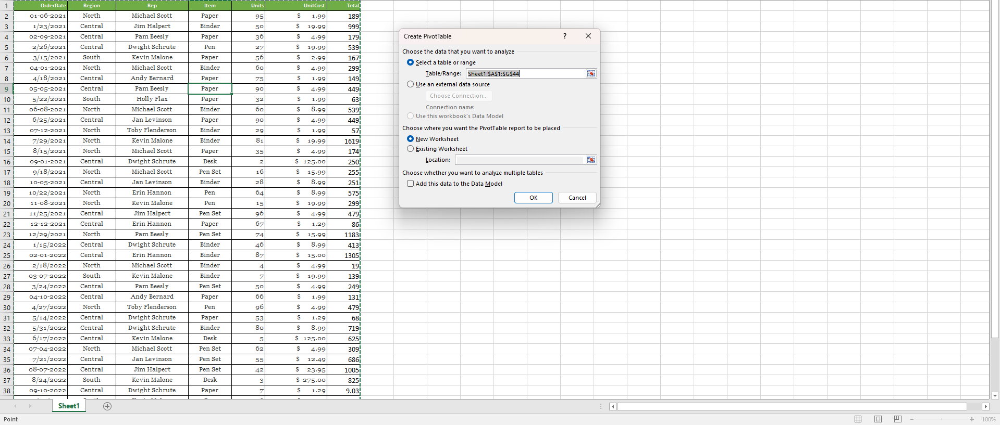 1 OrderDate Region Rep Item Units UnitCost Total
2 01-06-2021 North Michael Scott Paper 95 $ 1.99 189
3 1/23/2021 Central Jim Halpert Binder 50 $ 19.99 999
4 02-09-2021 Central Pam Beesly Paper 36 $ 4.99 179
5 2/26/2021 Central Dwight Schrute Pen 27 $ 19.99 539
6 3/15/2021 South Kevin Malone Paper 56 $ 2.99 167
7 04-01-2021 North Michael Scott Binder 60 $ 4.99 299
8 4/18/2021 Central Andy Bernard Paper 75 $ 1.99 149
9 05-05-2021 Central Pam Beesly Paper 90 $ 4.99 449
10 5/22/2021 South Holly Flax Paper 32 $ 1.99 63
11 06-08-2021 North Michael Scott Binder 60 $ 8.99 539
12 6/25/2021 Central Jan Levinson Paper 90 $ 4.99 449
13 07-12-2021 North Toby Flenderson Binder 29 $ 1.99 57
14 7/29/2021 North Kevin Malone Binder 81 $ 19.99 1619
15 8/15/2021 North Michael Scott Paper 35 $ 4.99 174
16 09-01-2021 Central Dwight Schrute Desk 2 $ 125.00 250
17 9/18/2021 North Michael Scott Pen Set 16 $ 15.99 255
18 10-05-2021 Central Jan Levinson Binder 28 $ 8.99 251
19 10/22/2021 North Erin Hannon Pen 64 $ 8.99 575
20 11-08-2021 North Kevin Malone Pen 15 $ 19.99 299
21 11/25/2021 Central Jim Halpert Pen Set 96 $ 4.99 479
22 12-12-2021 Central Erin Hannon Paper 67 $ 1.29 86
23 12/29/2021 North Pam Beesly Pen Set 74 $ 15.99 1183
24 1/15/2022 Central Dwight Schrute Binder 46 $ 8.99 413
25 02-01-2022 Central Erin Hannon Binder 87 $ 15.00 1305
26 2/18/2022 North Michael Scott Binder 4 $ 4.99 19
27 03-07-2022 South Kevin Malone Binder 7 $ 19.99 139
28 3/24/2022 Central Pam Beesly Pen Set 50 $ 4.99 249
29 04-10-2022 Central Andy Bernard Paper 66 $ 1.99 131
30 4/27/2022 North Toby Flenderson Pen 96 $ 4.99 479
31 5/14/2022 Central Dwight Schrute Paper 53 $ 1.29 68
32 5/31/2022 Central Dwight Schrute Binder 80 $ 8.99 719
33 6/17/2022 Central Kevin Malone Desk 5 $ 125.00 625
34 07-04-2022 North Michael Scott Pen Set 62 $ 4.99 309
35 7/21/2022 Central Jan Levinson Pen Set 55 $ 12.49 686
36 08-07-2022 Central Jim Halpert Pen Set 42 $ 23.95 1005
37 8/24/2022 South Kevin Malone Desk 3 $ 275.00 825
38 09-10-2022 Central Dwight Schrute Paper 7 $ 1.29 9.03
Create PivotTable ?
Choose the data that you want to analyze
Select a table or range
Table/Range: Sheet1!$A$1:$G$44
Use an external data source
Choose Connection...
Connection name:
Use this workbook's Data Model
Choose where you want the PivotTable report to be placed
New Worksheet
Existing Worksheet
Location:
Choose whether you want to analyze multiple tables
Add this data to the Data Model
OK Cancel
Sheet1
Point 100%